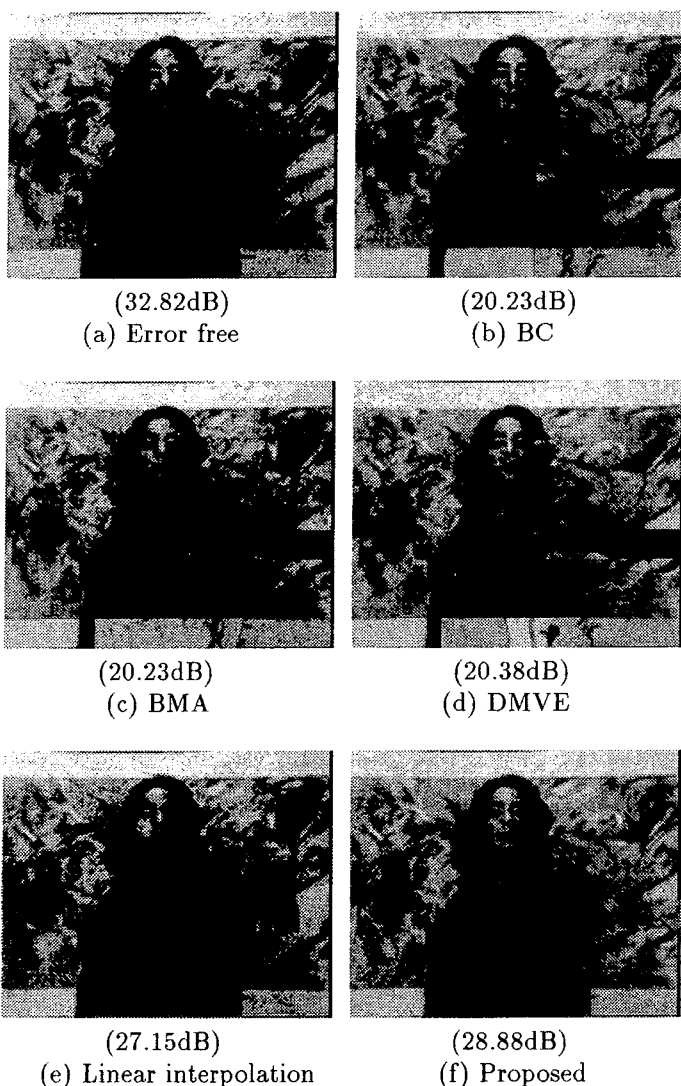 (32.82dB)
(a) Error free
(20.23dB)
(b) BC
(20.23dB)
(c) BMA
(20.38dB)
(d) DMVE
(27.15dB)
(e) Linear interpolation
(28.88dB)
(f) Proposed